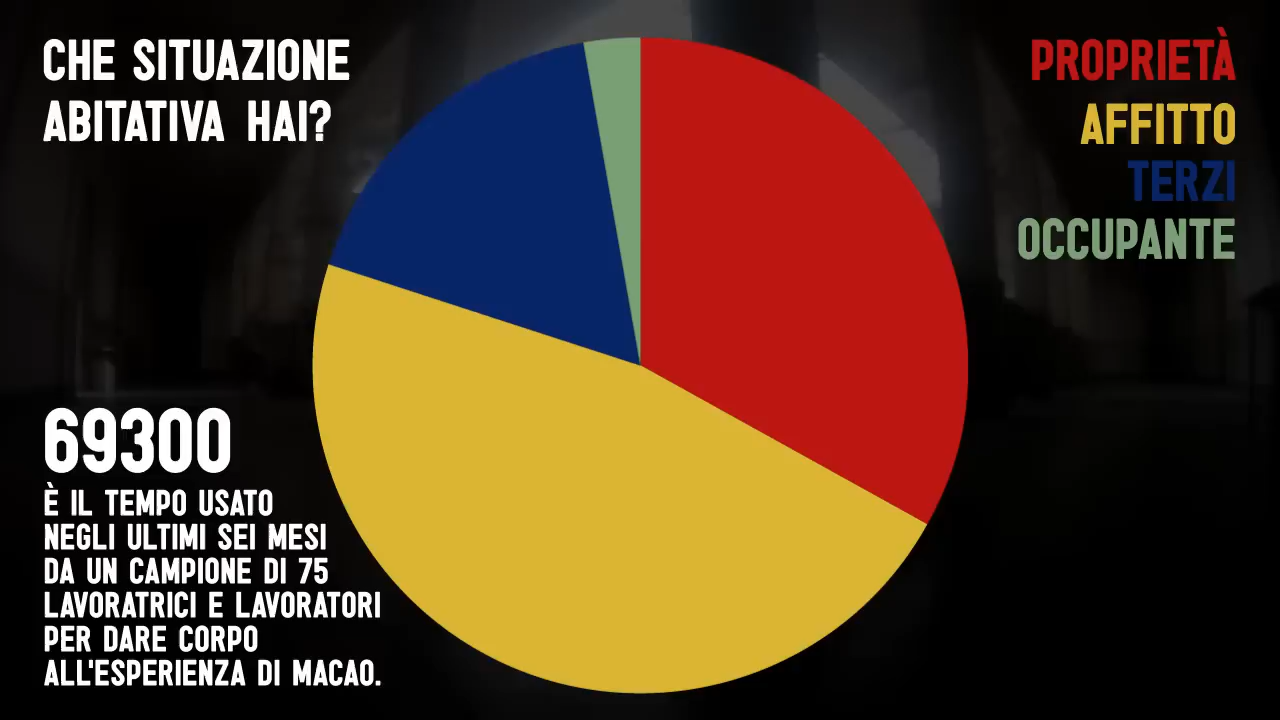 CHE SITUAZIONE
ABITATIVA HAI?
PROPRIETÀ
AFFITTO
TERZI
OCCUPANTE
69300
È IL TEMPO USATO
NEGLI ULTIMI SEI MESI
DA UN CAMPIONE DI 75
LAVORATRICI E LAVORATORI
PER DARE CORPO
ALL'ESPERIENZA DI MACAO.